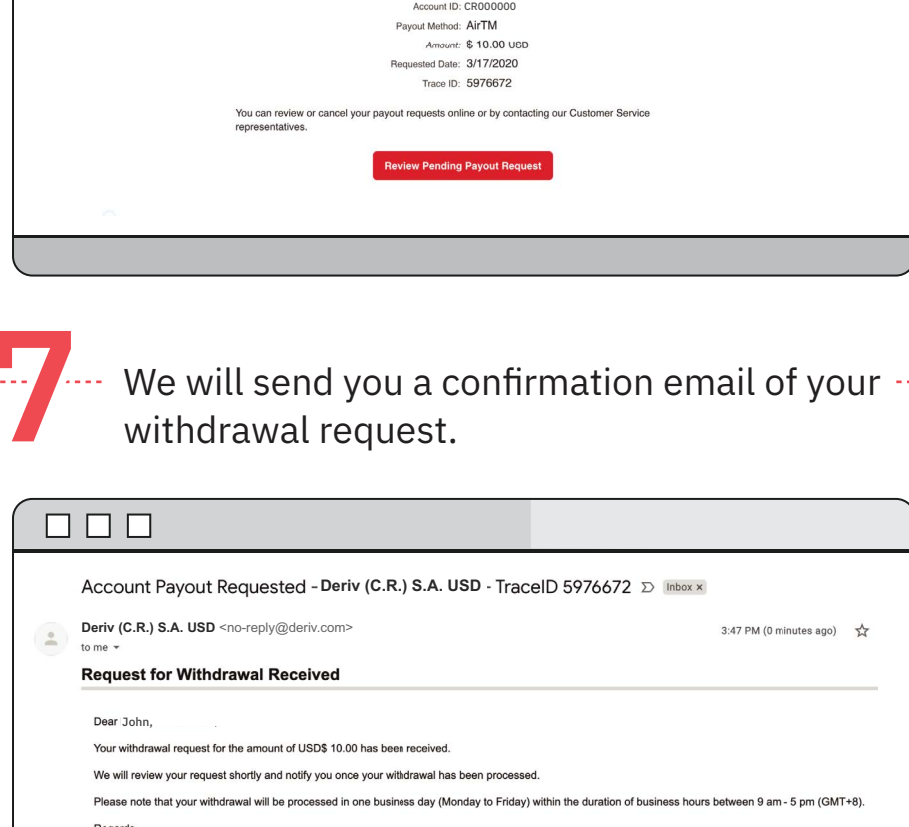 Account ID: CR000000
Payout Method: AirTM
Amount: $ 10.00 USD
Requested Date: 3/17/2020
Trace ID: 5976672
You can review or cancel your payout requests online or by contacting our Customer Service
representatives.
Review Pending Payout Request
7
We will send you a confirmation email of your
withdrawal request.
Account Payout Requested - Deriv (C.R.) S.A. USD - TraceID 5976672 Inbox x
Deriv (C.R.) S.A. USD <no-reply@deriv.com> 3:47 PM (0 minutes ago)
to me
Request for Withdrawal Received
Dear John,
Your withdrawal request for the amount of USD$ 10.00 has been received.
We will review your request shortly and notify you once your withdrawal has been processed.
Please note that your withdrawal will be processed in one business day (Monday to Friday) within the duration of business hours between 9 am - 5 pm (GMT+8).